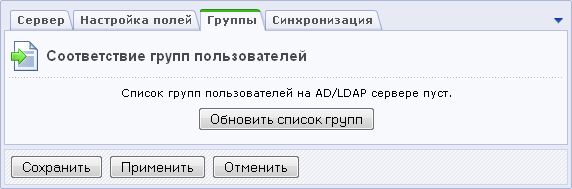 Сервер Настройка полей Группы Синхронизация
Соответствие групп пользователей
Список групп пользователей на AD/LDAP сервере пуст.
Обновить список групп
Сохранить Применить Отменить